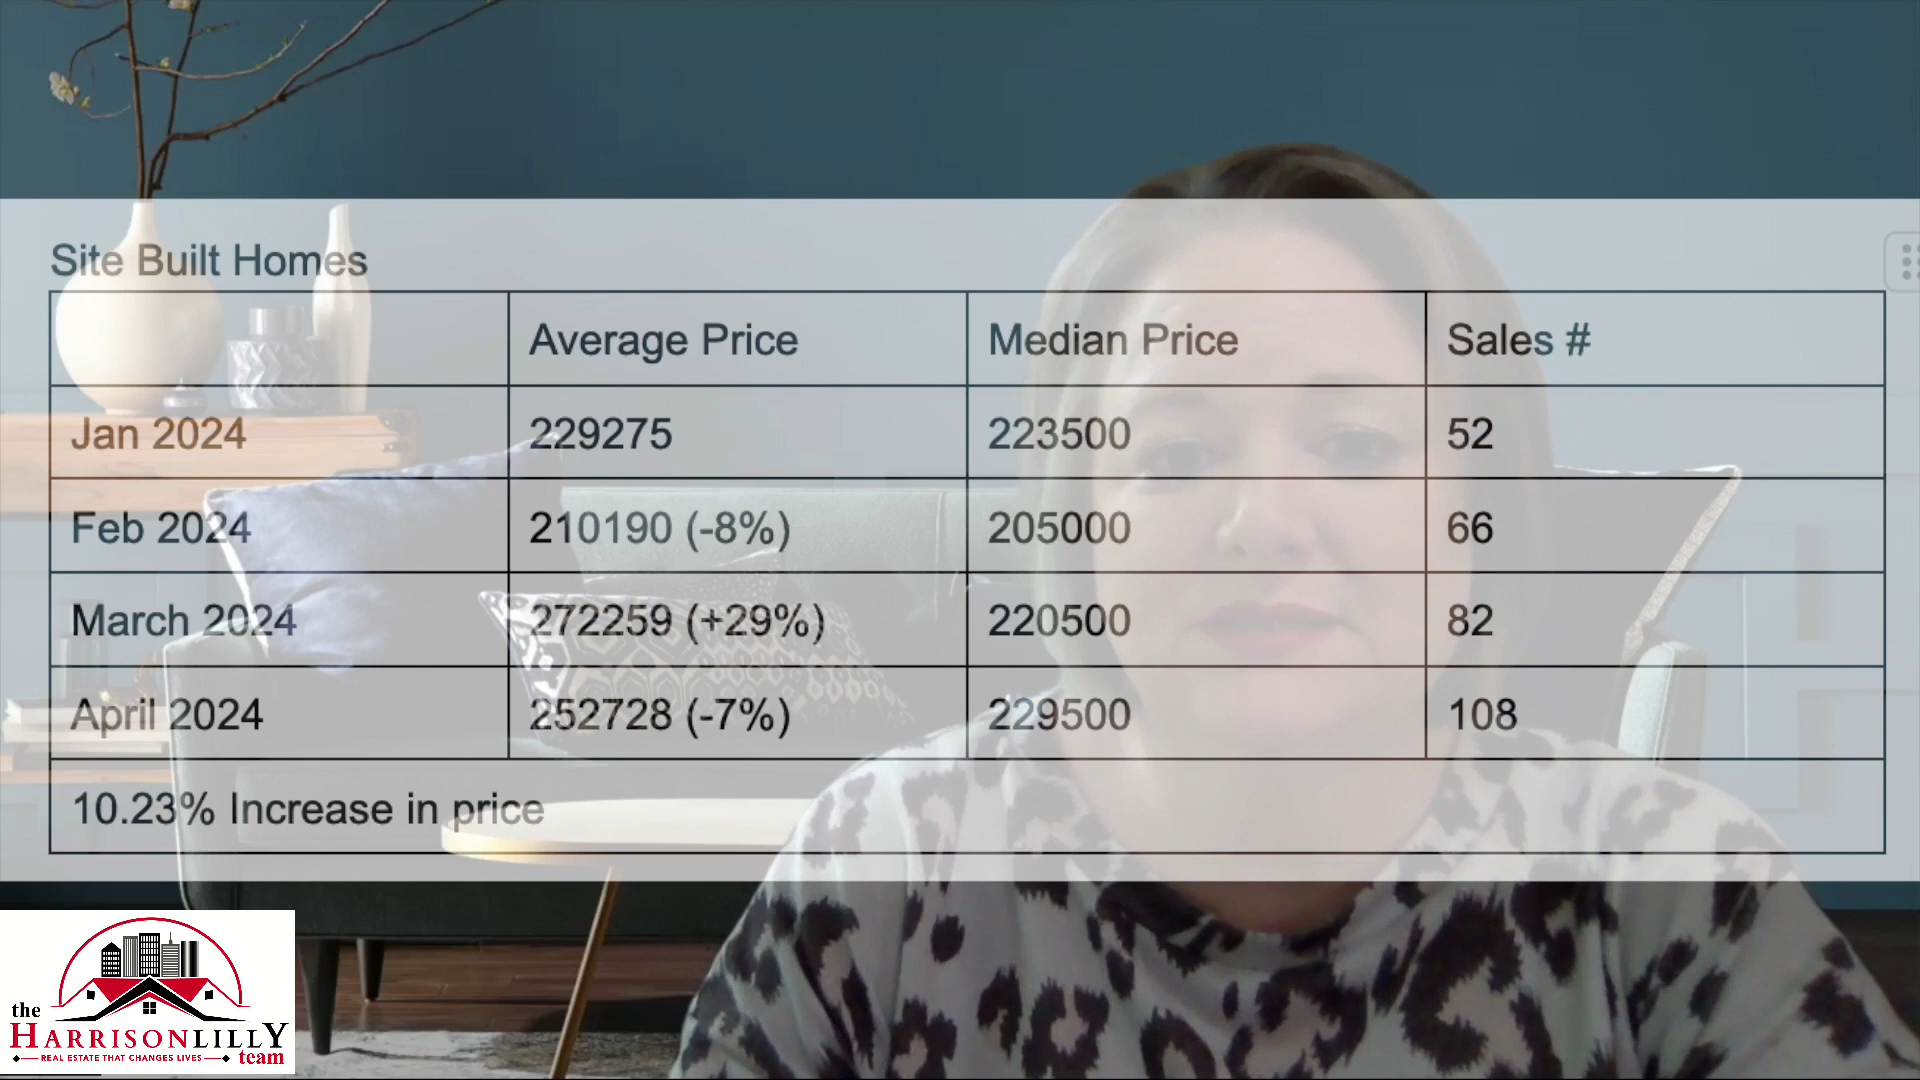 Site Built Homes
Average Price Median Price Sales #
Jan 2024 229275 223500 52
Feb 2024 210190 (-8%) 205000 66
March 2024 272259 (+29%) 220500 82
April 2024 252728 (-7%) 229500 108
10.23% Increase in price
the
HARRISONLILLY
REAL ESTATE THAT CHANGES LIVES team